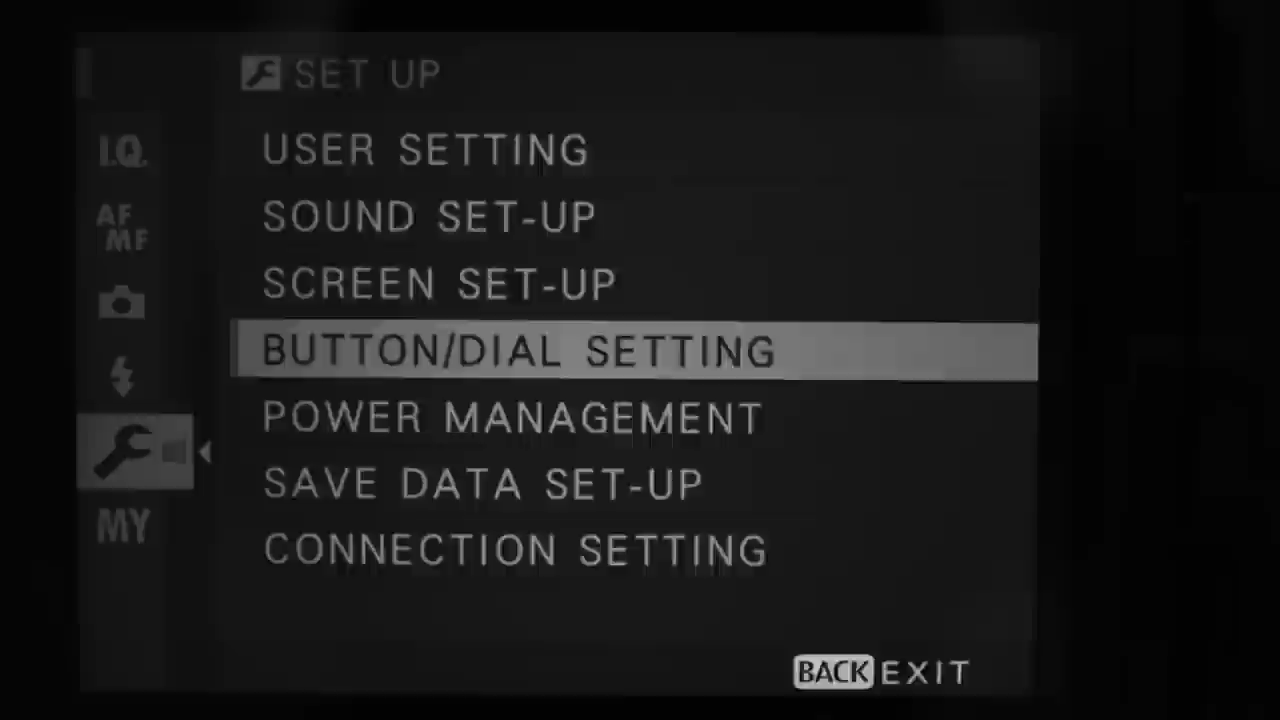 SET UP
I.Q.
USER SETTING
AF
MF
SOUND SET-UP
SCREEN SET-UP
BUTTON/DIAL SETTING
POWER MANAGEMENT
SAVE DATA SET-UP
MY
CONNECTION SETTING
BACK EXIT